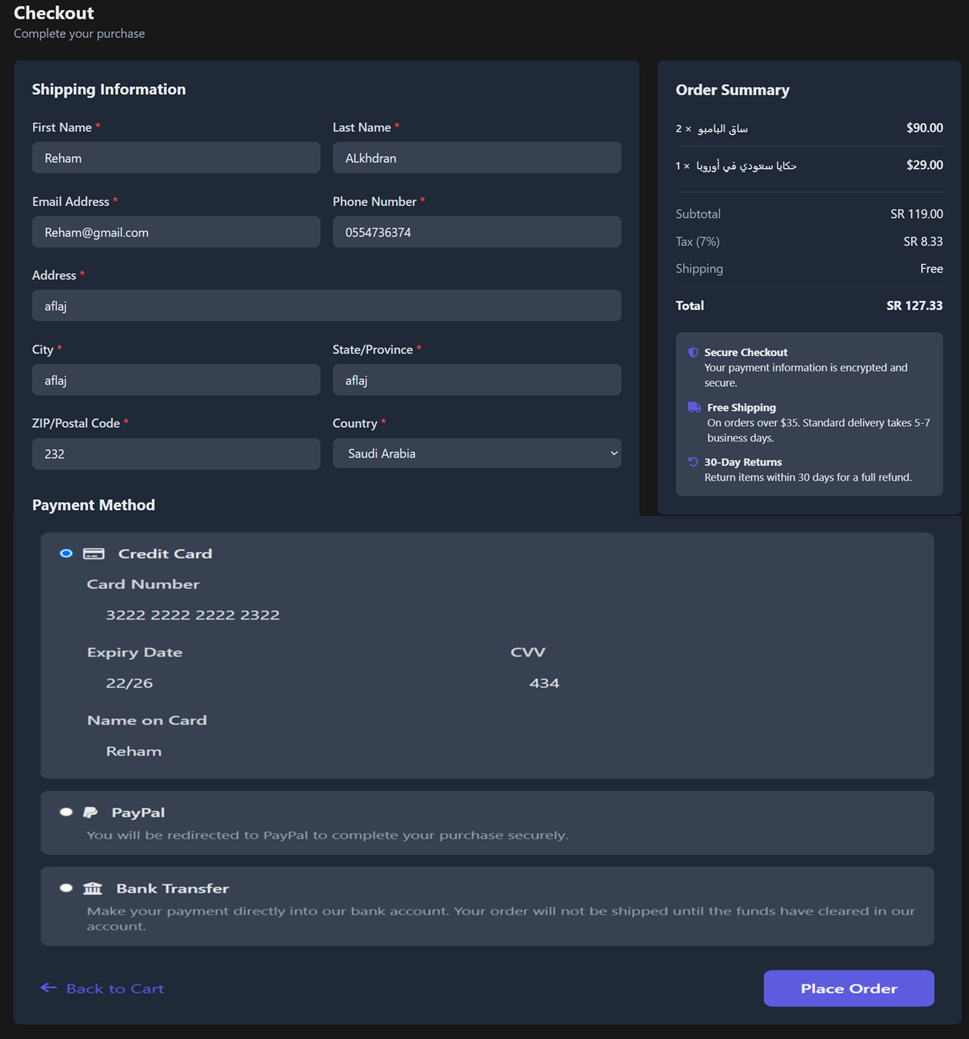 Checkout
Complete your purchase
Shipping Information
First Name *
Last Name *
Reham
ALkhdran
Email Address *
Phone Number *
Reham@gmail.com
0554736374
Address *
aflaj
City *
State/Province *
aflaj
aflaj
ZIP/Postal Code *
Country *
232
Saudi Arabia
Order Summary
ساق البامبو × 2
$90.00
حكايا سعودي في أوروبا × 1
$29.00
Subtotal
SR 119.00
Tax (7%)
SR 8.33
Shipping
Free
Total
SR 127.33
Secure Checkout
Your payment information is encrypted and
secure.
Free Shipping
On orders over $35. Standard delivery takes 5-7
business days.
30-Day Returns
Return items within 30 days for a full refund.
Payment Method
Credit Card
Card Number
3222 2222 2222 2322
Expiry Date
CVV
22/26
434
Name on Card
Reham
PayPal
You will be redirected to PayPal to complete your purchase securely.
Bank Transfer
Make your payment directly into our bank account. Your order will not be shipped until the funds have cleared in our
account.
← Back to Cart
Place Order